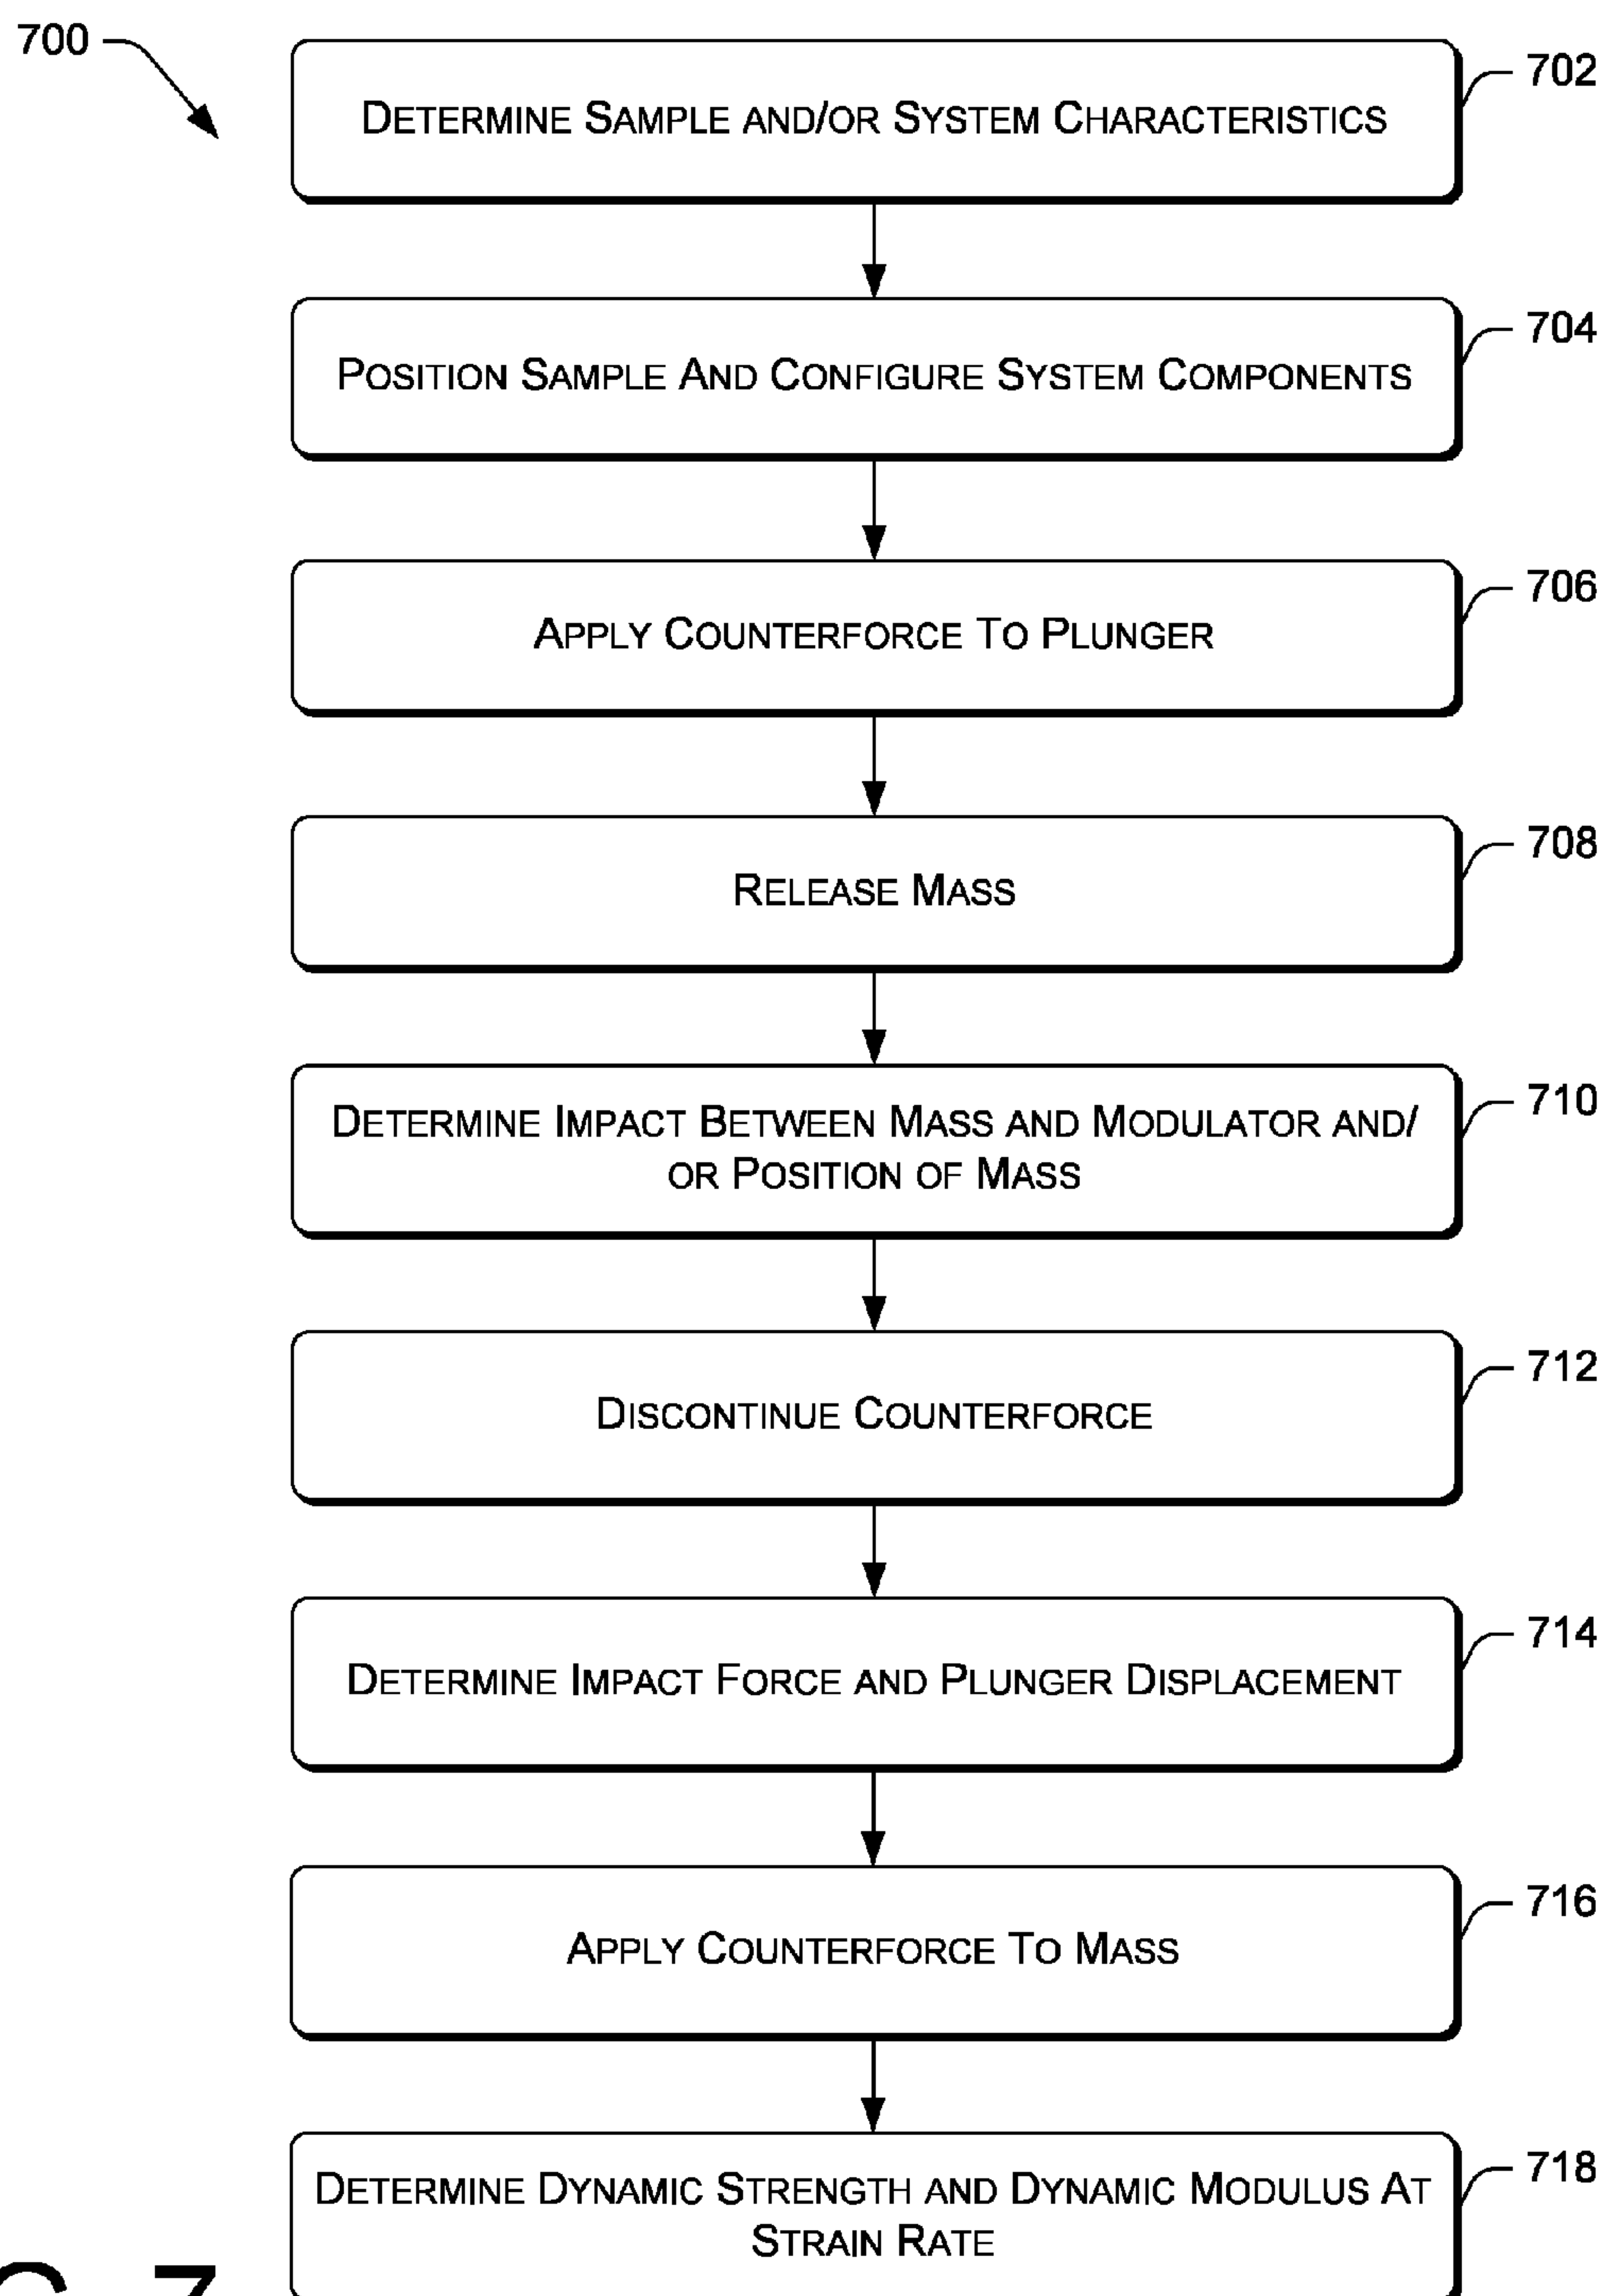 700
702
DETERMINE SAMPLE AND/OR SYSTEM CHARACTERISTICS
704
POSITION SAMPLE AND CONFIGURE SYSTEM COMPONENTS
706
APPLY COUNTERFORCE TO PLUNGER
708
RELEASE MASS
710
DETERMINE IMPACT BETWEEN MASS AND MODULATOR AND/
OR POSITION OF MASS
712
DISCONTINUE COUNTERFORCE
714
DETERMINE IMPACT FORCE AND PLUNGER DISPLACEMENT
716
APPLY COUNTERFORCE TO MASS
718
DETERMINE DYNAMIC STRENGTH AND DYNAMIC MODULUS AT
STRAIN RATE